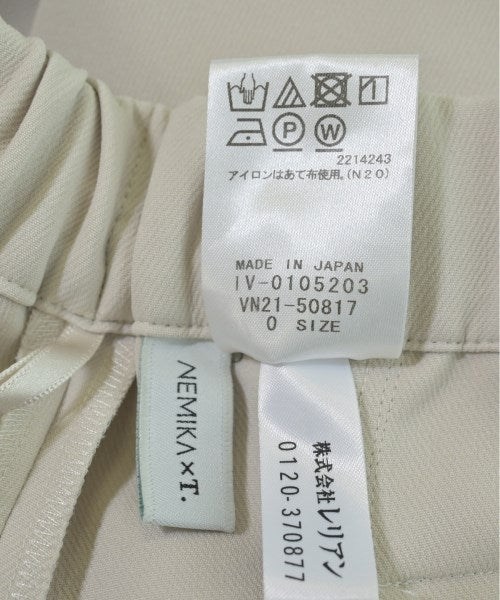 P W
2214243
アイロンはあて布使用。(N20)
MADE IN JAPAN
IV-0105203
VN21-50817
0 SIZE
NEMIKA×T.
株式会社レリアン
0120-370877